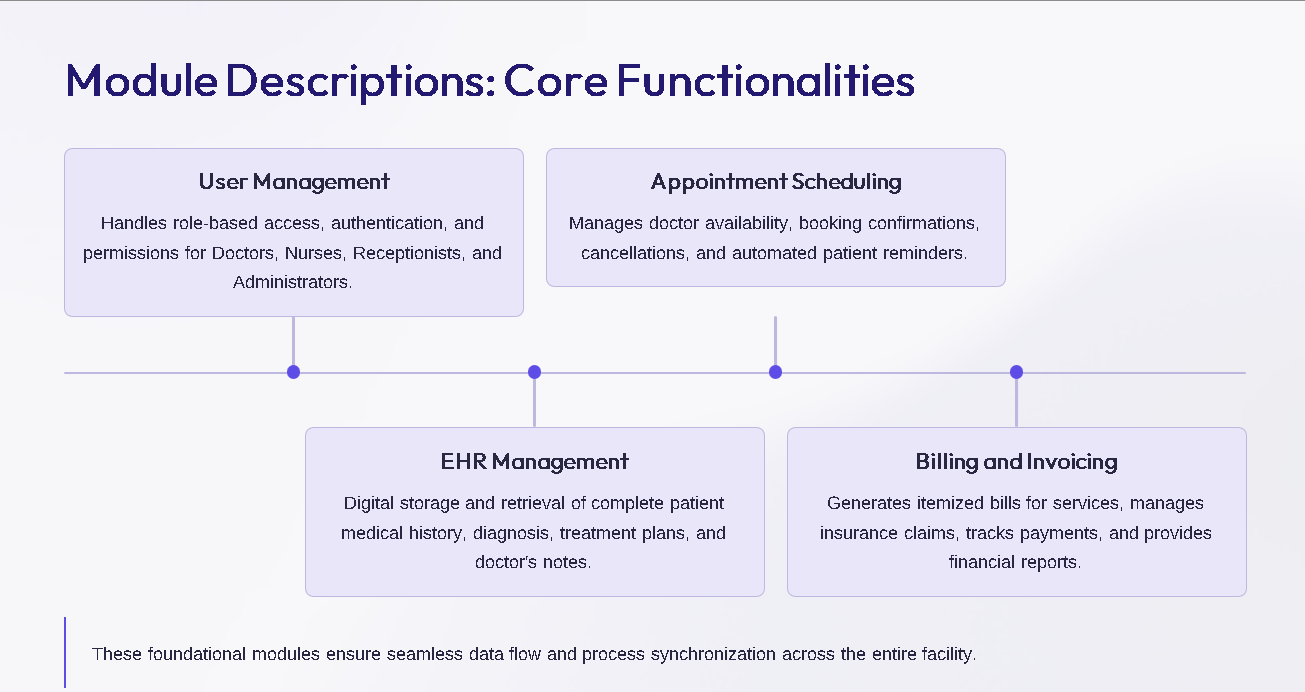 Module Descriptions: Core Functionalities
User Management
Handles role-based access, authentication, and
permissions for Doctors, Nurses, Receptionists, and
Administrators.
Appointment Scheduling
Manages doctor availability, booking confirmations,
cancellations, and automated patient reminders.
EHR Management
Digital storage and retrieval of complete patient
medical history, diagnosis, treatment plans, and
doctor's notes.
Billing and Invoicing
Generates itemized bills for services, manages
insurance claims, tracks payments, and provides
financial reports.
These foundational modules ensure seamless data flow and process synchronization across the entire facility.